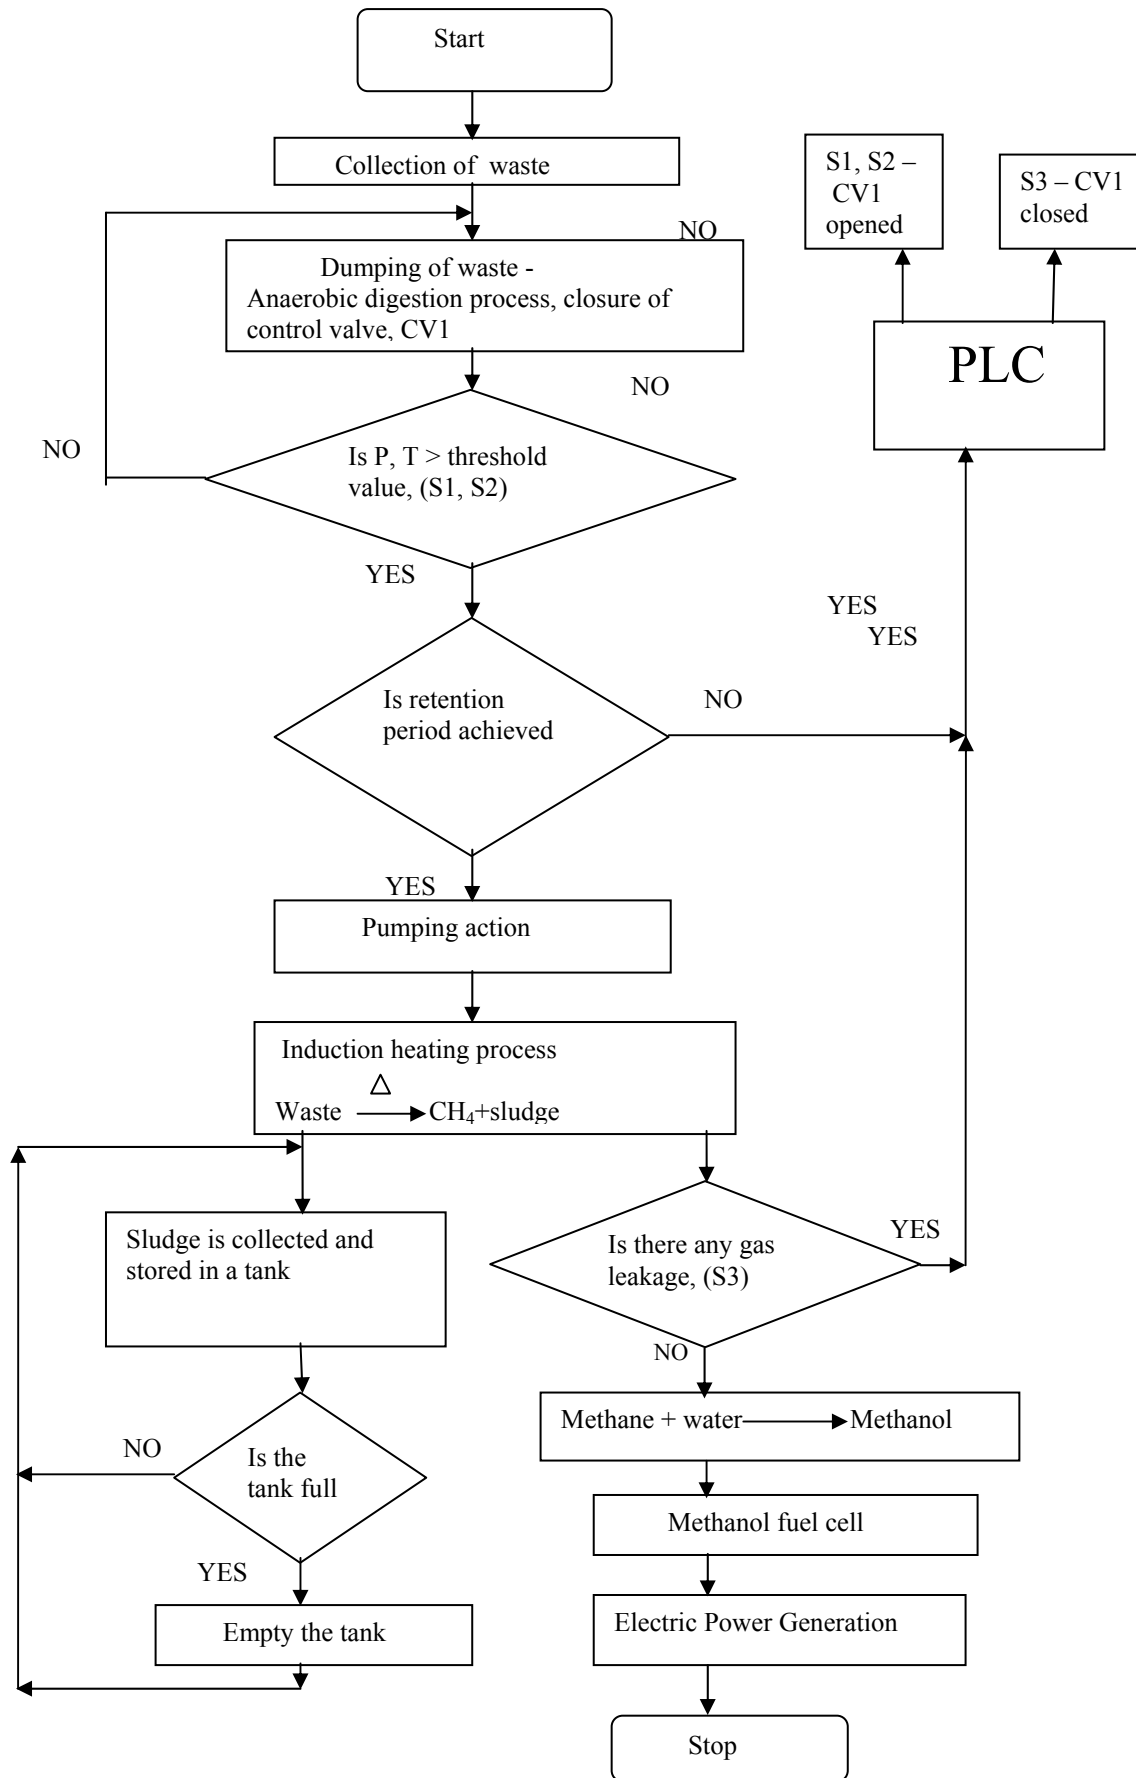 Start
Collection of waste
S1, S2 –
CV1
opened
S3 – CV1
closed
NO
Dumping of waste -
Anaerobic digestion process, closure of
control valve, CV1
PLC
NO
NO
Is P, T > threshold
value, (S1, S2)
YES
YES
YES
Is retention
period achieved
NO
YES
Pumping action
Induction heating process
△
Waste ⟶ CH₄+sludge
Sludge is collected and
stored in a tank
Is there any gas
leakage, (S3)
YES
NO
Methane + water ⟶ Methanol
NO
Is the
tank full
Methanol fuel cell
YES
Empty the tank
Electric Power Generation
Stop